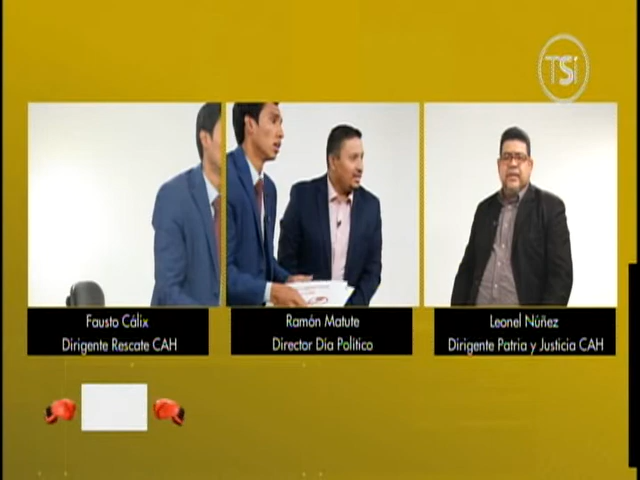 TSi
Fausto Cálix
Dirigente Rescate CAH
Ramón Matute
Director Día Político
Leonel Núñez
Dirigente Patria y Justicia CAH